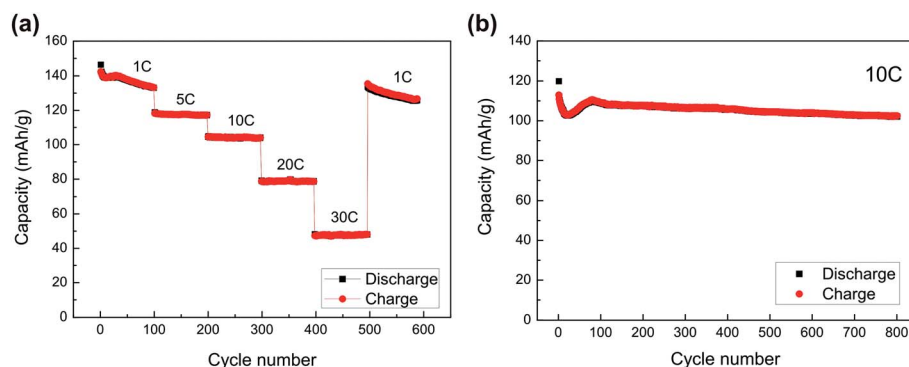 (a)
160
140
120
100
80
60
40
20
0
Capacity (mAh/g)
1C
5C
10C
20C
30C
1C
Discharge
Charge
0 100 200 300 400 500 600
Cycle number
(b)
140
120
100
80
60
40
20
0
Capacity (mAh/g)
10C
Discharge
Charge
0 100 200 300 400 500 600 700 800
Cycle number